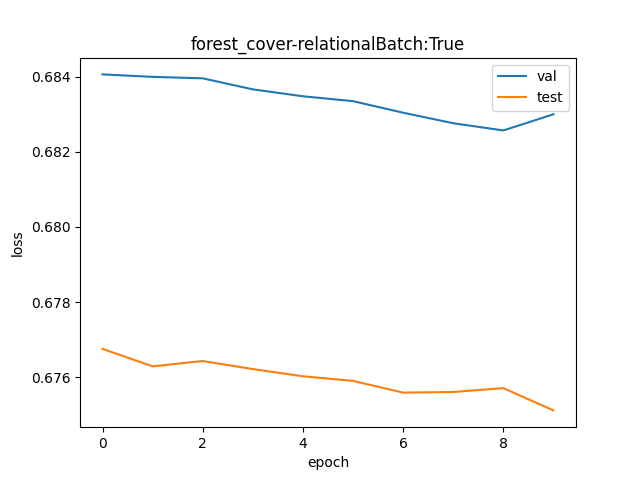 forest_cover-relationalBatch:True
val
test
loss
0.684
0.682
0.680
0.678
0.676
0 2 4 6 8
epoch